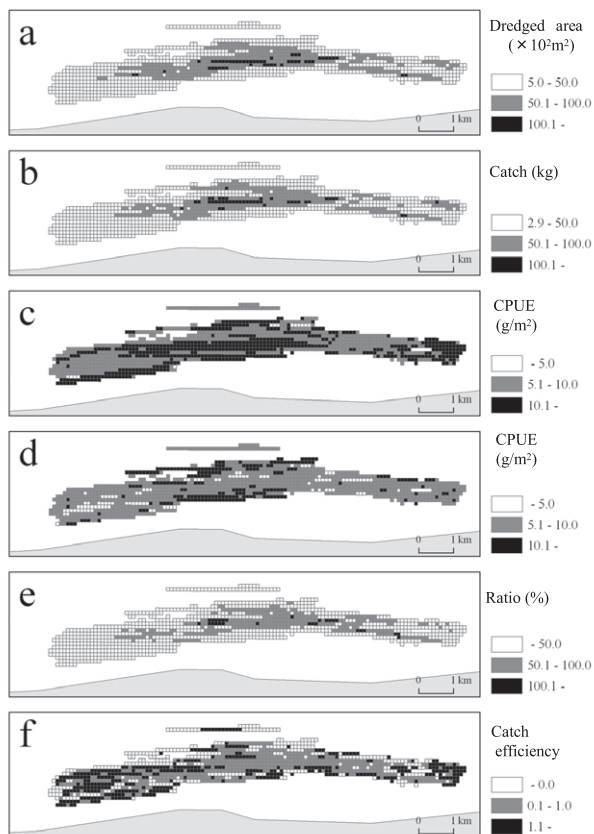 a
Dredged area
(×10²m²)
5.0 - 50.0
50.1 - 100.0
100.1 -
0 1 km
b
Catch (kg)
2.9 - 50.0
50.1 - 100.0
100.1 -
0 1 km
c
CPUE
(g/m²)
- 5.0
5.1 - 10.0
10.1 -
0 1 km
d
CPUE
(g/m²)
- 5.0
5.1 - 10.0
10.1 -
0 1 km
e
Ratio (%)
- 50.0
50.1 - 100.0
100.1 -
0 1 km
f
Catch
efficiency
- 0.0
0.1 - 1.0
1.1 -
0 1 km